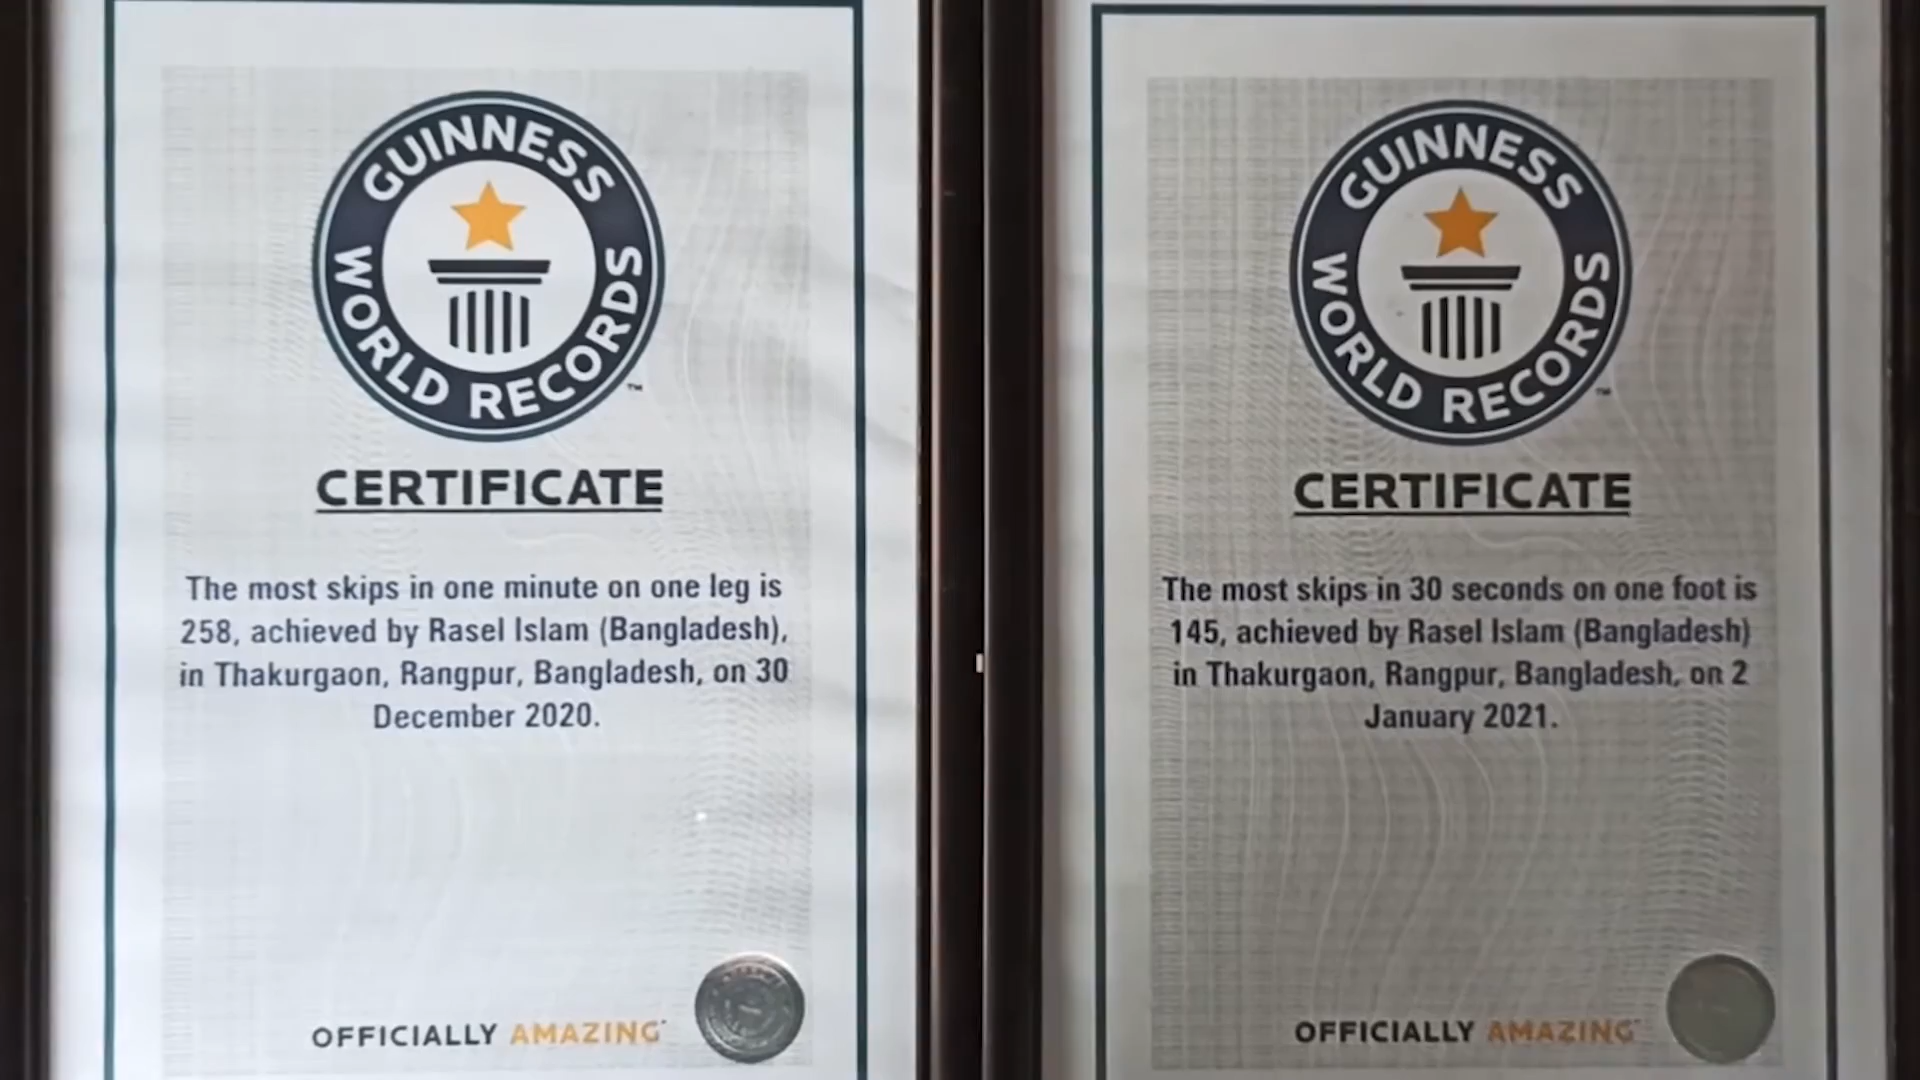 GUINNESS
WORLD RECORDS
™
CERTIFICATE
The most skips in one minute on one leg is
258, achieved by Rasel Islam (Bangladesh),
in Thakurgaon, Rangpur, Bangladesh, on 30
December 2020.
OFFICIALLY AMAZING
GUINNESS
WORLD RECORDS
™
CERTIFICATE
The most skips in 30 seconds on one foot is
145, achieved by Rasel Islam (Bangladesh)
in Thakurgaon, Rangpur, Bangladesh, on 2
January 2021.
OFFICIALLY AMAZING